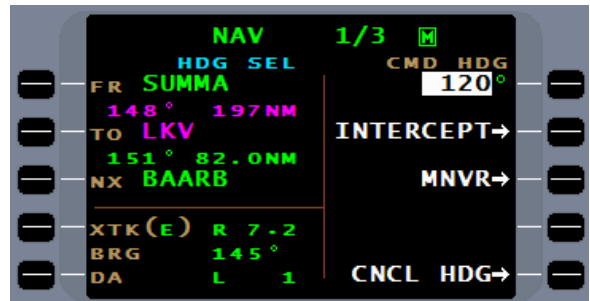 NAV 1/3 M
HDG SEL CMD HDG
FR SUMMA 120°
148° 197NM
TO LKV INTERCEPT→
151° 82.0NM
NX BAARB MNVR→
XTK(E) R 7.2
BRG 145°
DA L 1 CNCL HDG→